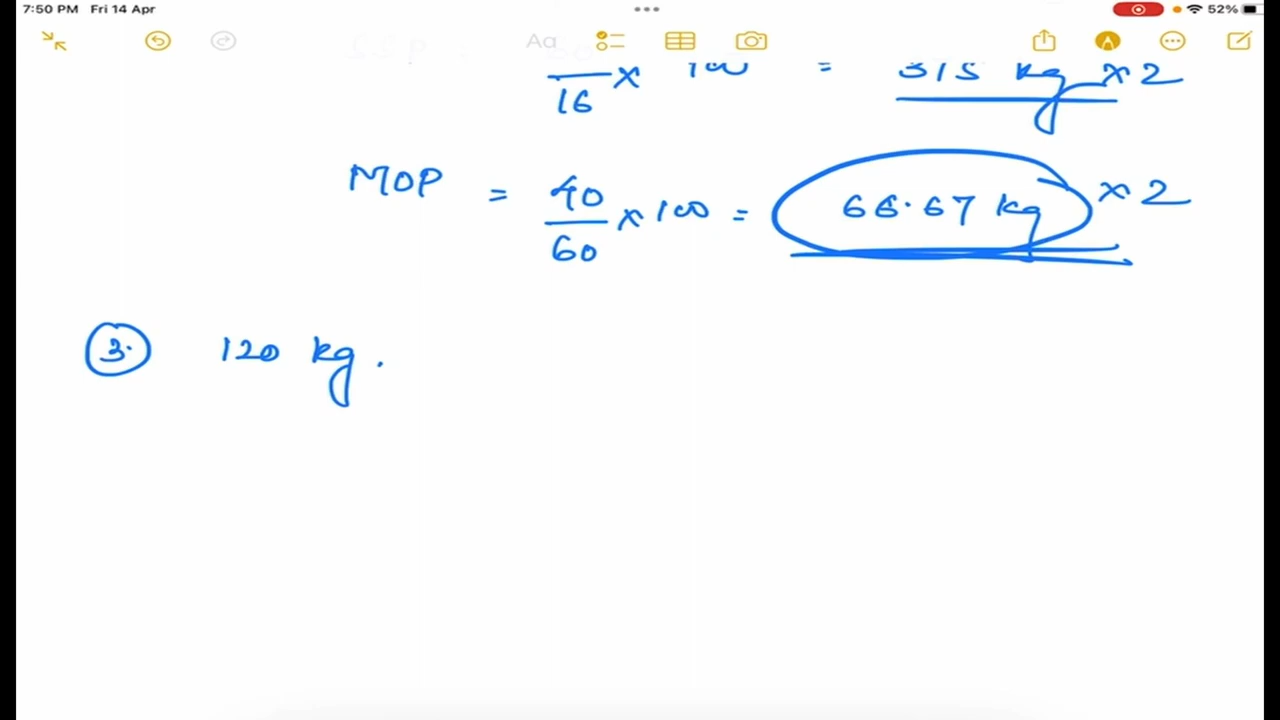 7:50 PM Fri 14 Apr 52%
Aa
16 x 100 = 315 kg x 2
MOP = 40/60 x 100 = 66.67 kg x 2
3. 120 kg.